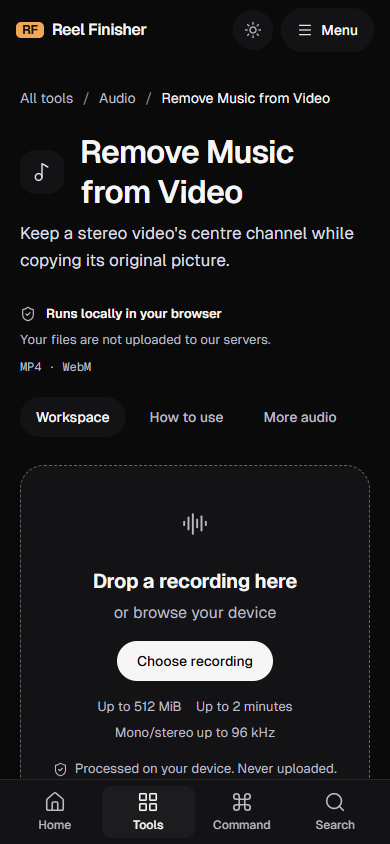 RF Reel Finisher Menu
All tools / Audio / Remove Music from Video
Remove Music
from Video
Keep a stereo video's centre channel while
copying its original picture.
Runs locally in your browser
Your files are not uploaded to our servers.
MP4 · WebM
Workspace How to use More audio
Drop a recording here
or browse your device
Choose recording
Up to 512 MiB Up to 2 minutes
Mono/stereo up to 96 kHz
Processed on your device. Never uploaded.
Home Tools Command Search